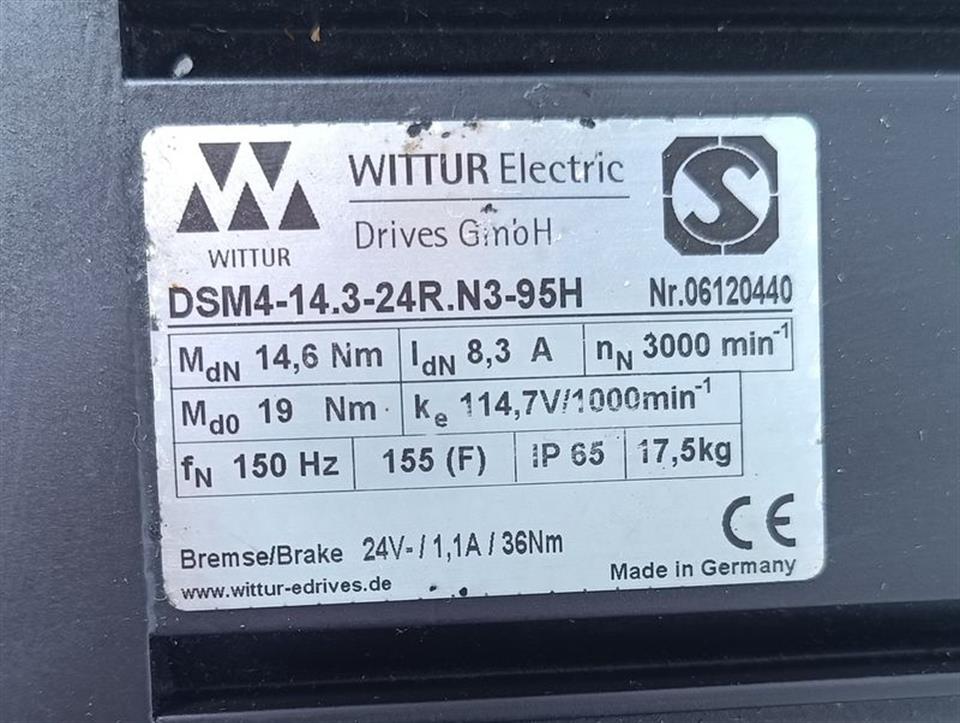 WITTUR
WITTUR Electric
Drives GmbH
S
DSM4-14.3-24R.N3-95H Nr.06120440
MdN 14,6 Nm IdN 8,3 A nN 3000 min-1
Md0 19 Nm ke 114,7V/1000min-1
fN 150 Hz 155 (F) IP 65 17,5kg
Bremse/Brake 24V-/1,1A/36Nm
CE
www.wittur-edrives.de
Made in Germany